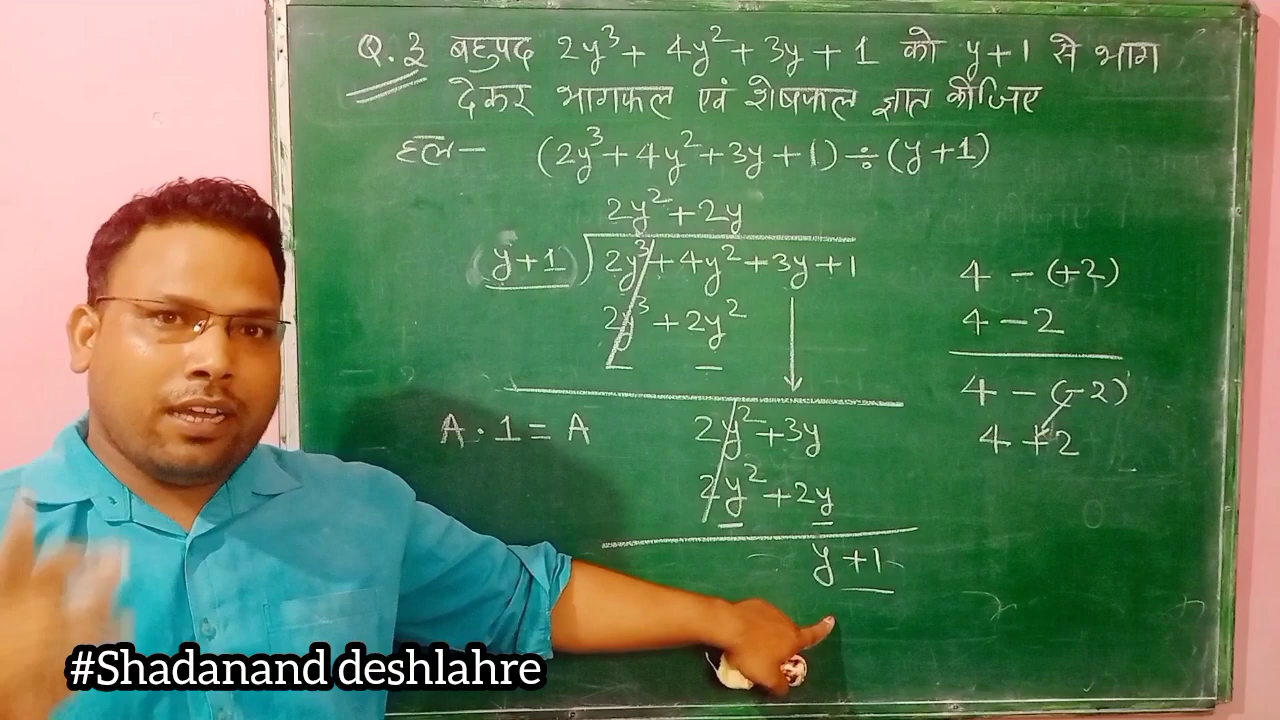 Q.3 बहुपद 2y³ + 4y² + 3y + 1 को y+1 से भाग
देकर भागफल एवं शेषफल ज्ञात कीजिए
हल— (2y³+4y²+3y+1) ÷ (y+1)
2y² + 2y
(y+1) ) 2y³+4y²+3y+1
2y³ + 2y²
2y² + 3y
2y² + 2y
y +1
A · 1 = A
4 - (+2)
4 - 2
4 - (-2)
4 + 2
#Shadanand deshlahre